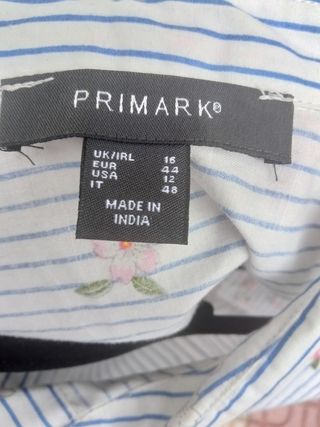 PRIMARK®
UK/IRL 16
EUR 44
USA 12
IT 48
MADE IN
INDIA